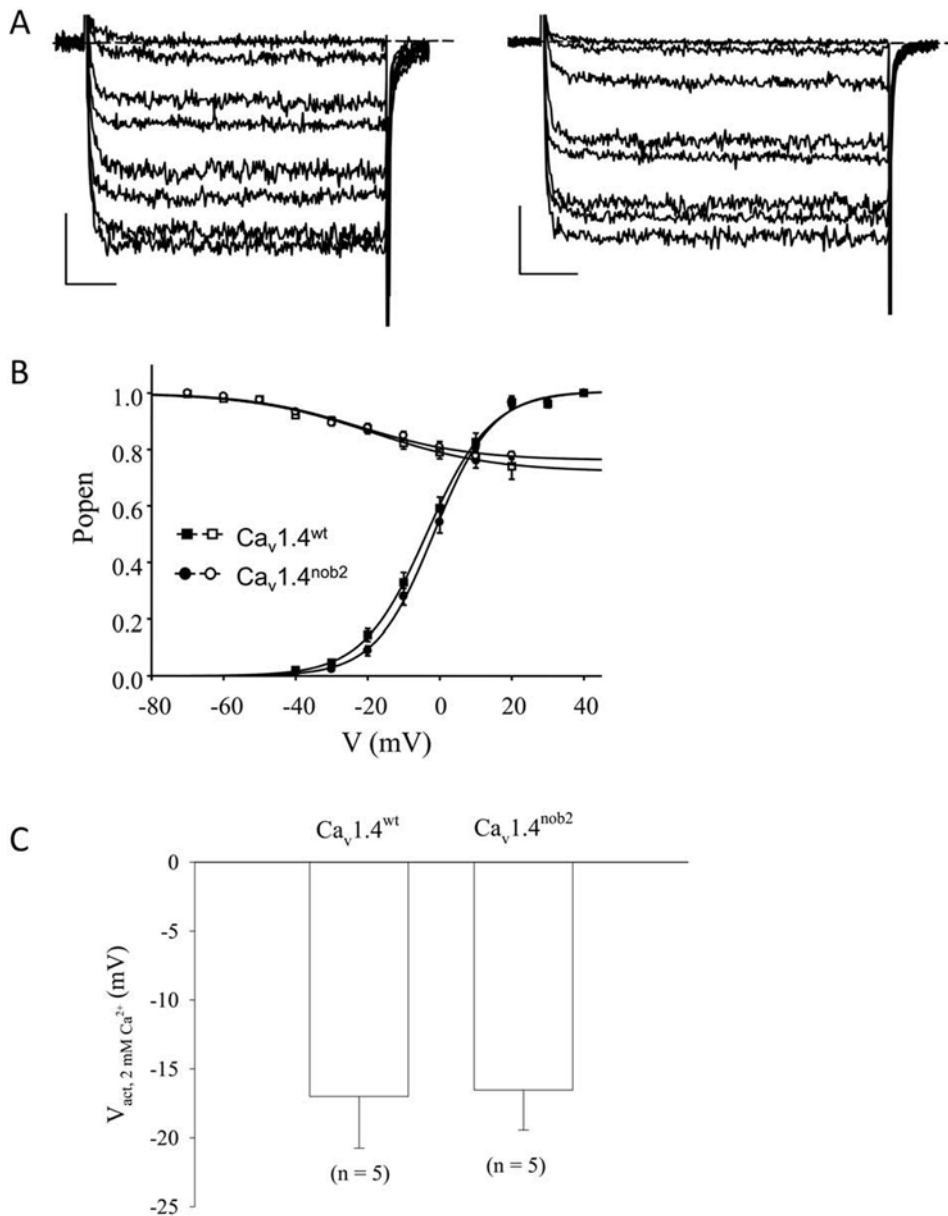 A
B
1.0
0.8
0.6
0.4
0.2
0.0
Popen
Caᵥ1.4ʷᵗ
Caᵥ1.4ⁿᵒᵇ²
-80 -60 -40 -20 0 20 40
V (mV)
C
Caᵥ1.4ʷᵗ Caᵥ1.4ⁿᵒᵇ²
0
-5
-10
-15
-20
-25
V act, 2 mM Ca²⁺ (mV)
(n = 5) (n = 5)